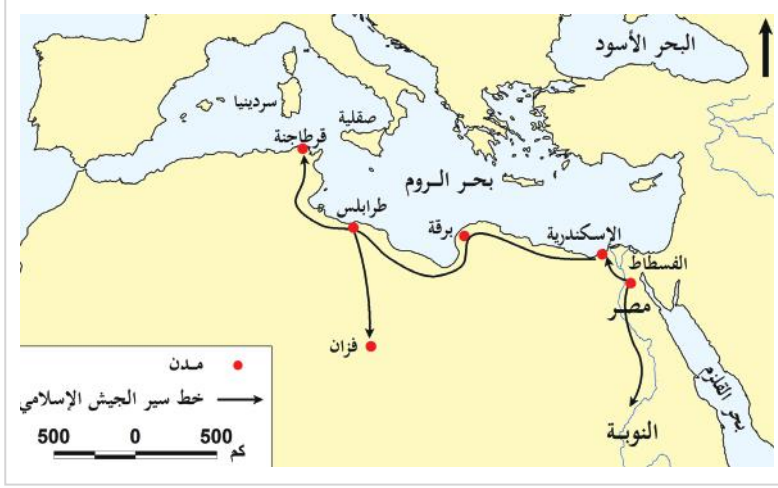 البحر الأسود
سردينيا
صقلية
قرطاجنة
بحر الروم
طرابلس
برقة
الإسكندرية
الفسطاط
مصر
فزان
بحر القلزم
النوبة
مدن
خط سير الجيش الإسلامي
500 0 500
كم